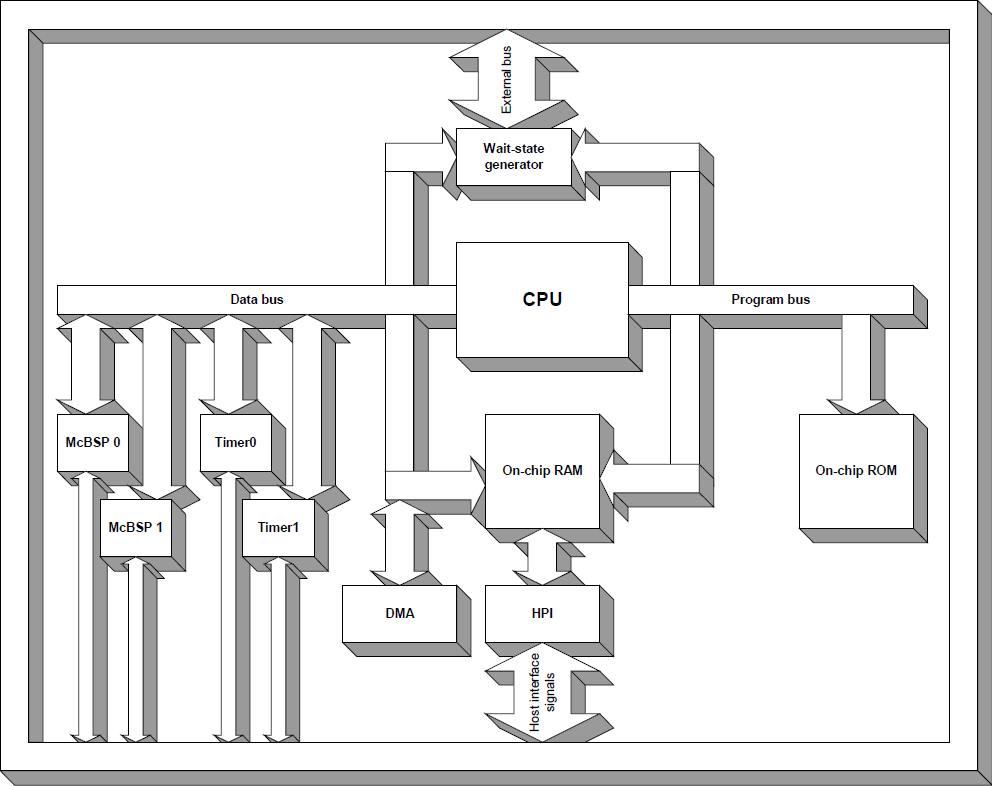 External bus
Wait-state
generator
CPU
Data bus
Program bus
McBSP 0
Timer0
On-chip RAM
On-chip ROM
McBSP 1
Timer1
DMA
HPI
Host interface
signals